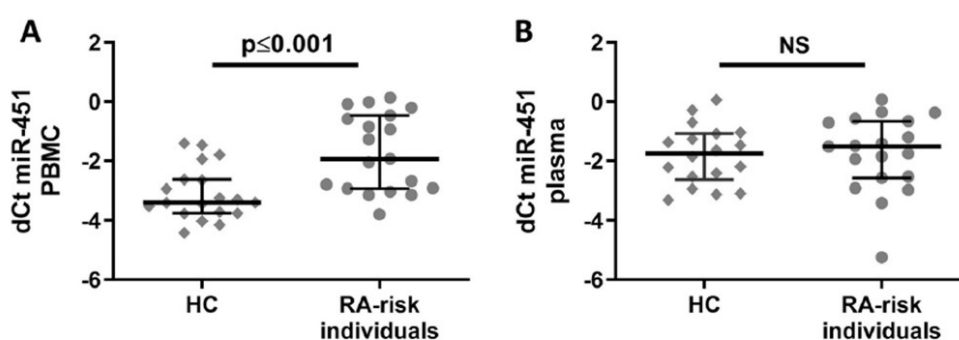 A
p≤0.001
dCt miR-451
PBMC
2
0
-2
-4
-6
HC
RA-risk
individuals
B
NS
dCt miR-451
plasma
2
0
-2
-4
-6
HC
RA-risk
individuals